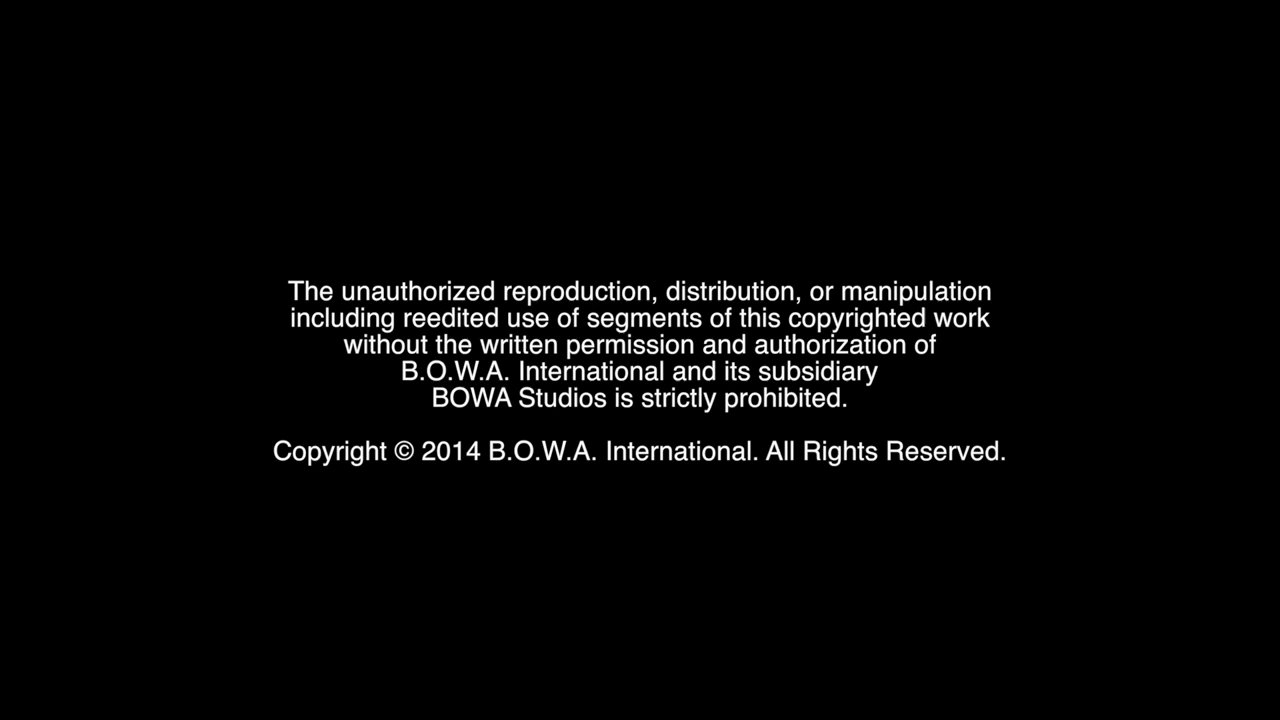 The unauthorized reproduction, distribution, or manipulation
including reedited use of segments of this copyrighted work
without the written permission and authorization of
B.O.W.A. International and its subsidiary
BOWA Studios is strictly prohibited.
Copyright © 2014 B.O.W.A. International. All Rights Reserved.